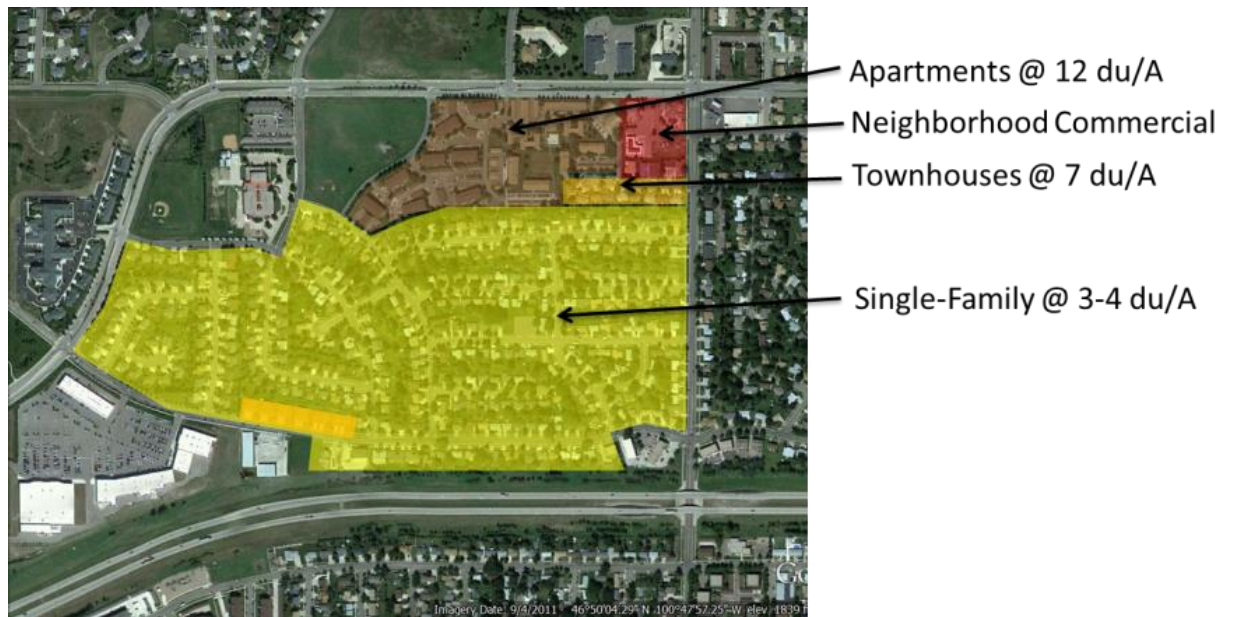 Apartments @ 12 du/A
Neighborhood Commercial
Townhouses @ 7 du/A
Single-Family @ 3-4 du/A
Imagery Date: 9/4/2011 46°50'04.29" N 100°47'57.25" W elev 1839 f
Go